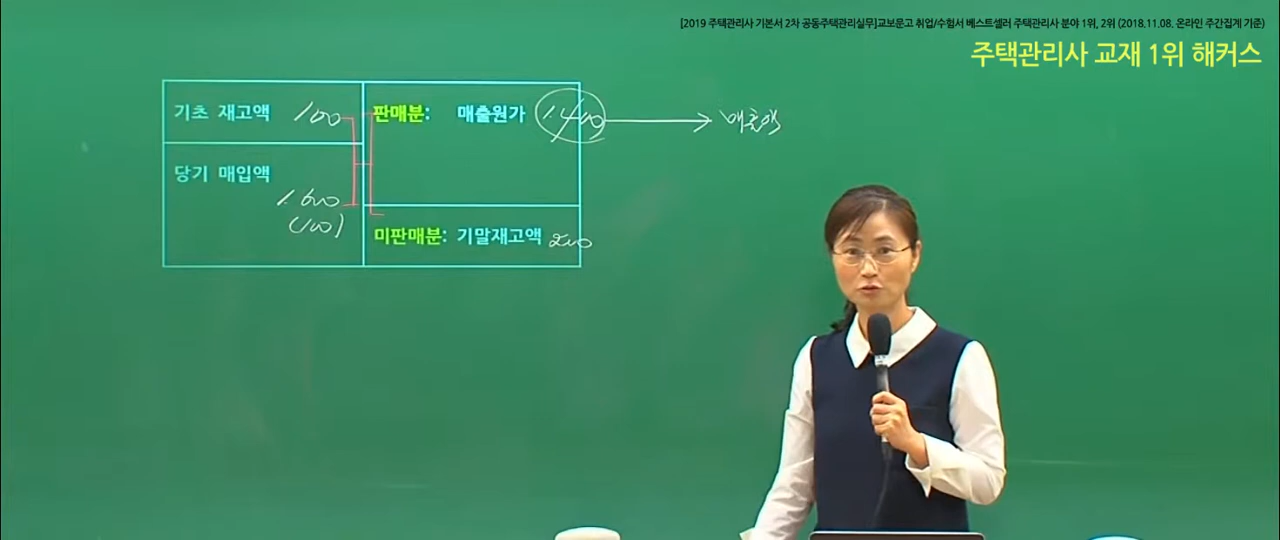 [2019 주택관리사 기본서 2차 공동주택관리실무]교보문고 취업/수험서 베스트셀러 주택관리사 분야 1위, 2위 (2018.11.08. 온라인 주간집계 기준)
주택관리사 교재 1위 해커스
기초 재고액 100
판매분: 매출원가 1,400 → 매출액
당기 매입액
1,600
(100)
미판매분: 기말재고액 200